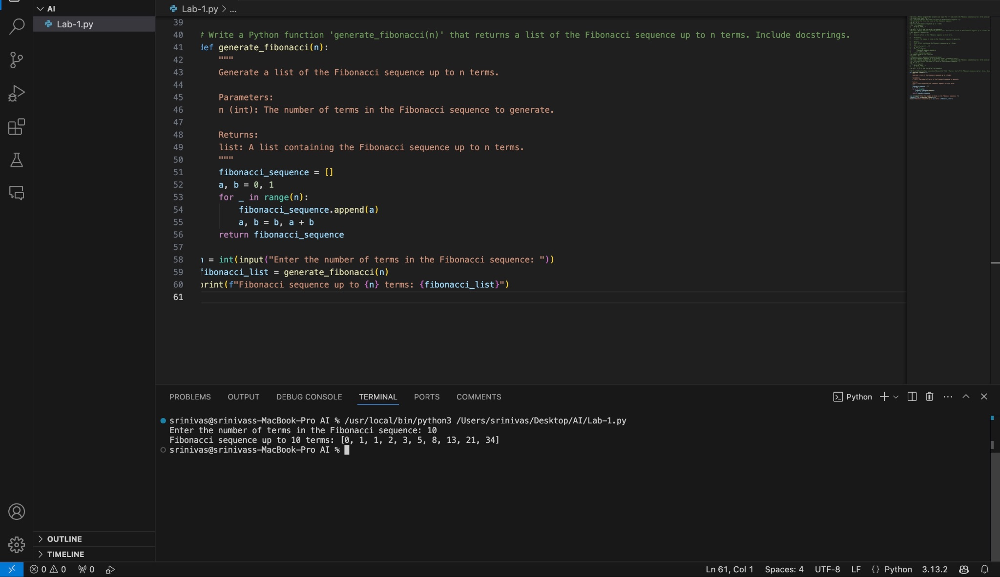 AI
Lab-1.py
OUTLINE
TIMELINE
Lab-1.py > ...
39
40 # Write a Python function 'generate_fibonacci(n)' that returns a list of the Fibonacci sequence up to n terms. Include docstrings.
41 def generate_fibonacci(n):
42 """
43 Generate a list of the Fibonacci sequence up to n terms.
44
45 Parameters:
46 n (int): The number of terms in the Fibonacci sequence to generate.
47
48 Returns:
49 list: A list containing the Fibonacci sequence up to n terms.
50 """
51 fibonacci_sequence = []
52 a, b = 0, 1
53 for _ in range(n):
54 fibonacci_sequence.append(a)
55 a, b = b, a + b
56 return fibonacci_sequence
57
58 n = int(input("Enter the number of terms in the Fibonacci sequence: "))
59 fibonacci_list = generate_fibonacci(n)
60 print(f"Fibonacci sequence up to {n} terms: {fibonacci_list}")
61
PROBLEMS OUTPUT DEBUG CONSOLE TERMINAL PORTS COMMENTS Python
srinivas@srinivass-MacBook-Pro AI % /usr/local/bin/python3 /Users/srinivas/Desktop/AI/Lab-1.py
Enter the number of terms in the Fibonacci sequence: 10
Fibonacci sequence up to 10 terms: [0, 1, 1, 2, 3, 5, 8, 13, 21, 34]
srinivas@srinivass-MacBook-Pro AI %
0 0 0 Ln 61, Col 1 Spaces: 4 UTF-8 LF {} Python 3.13.2